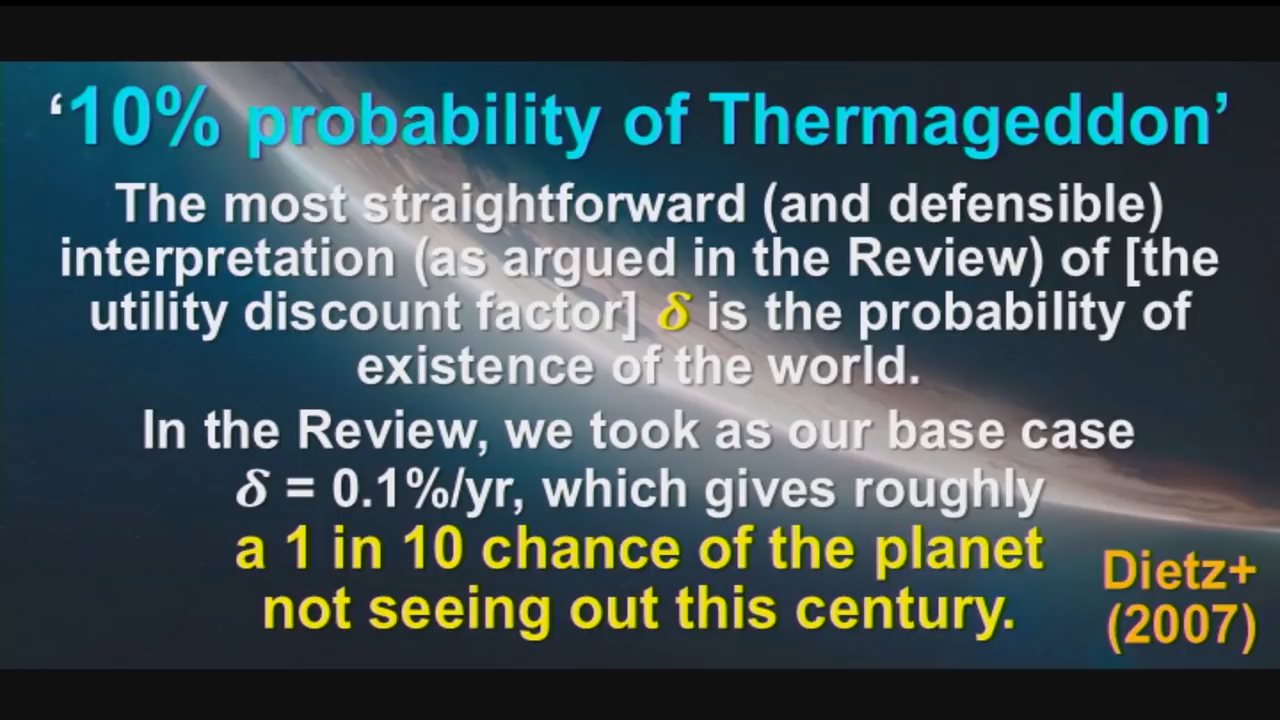 ‘10% probability of Thermageddon’
The most straightforward (and defensible)
interpretation (as argued in the Review) of [the
utility discount factor] δ is the probability of
existence of the world.
In the Review, we took as our base case
δ = 0.1%/yr, which gives roughly
a 1 in 10 chance of the planet
not seeing out this century.
Dietz+
(2007)